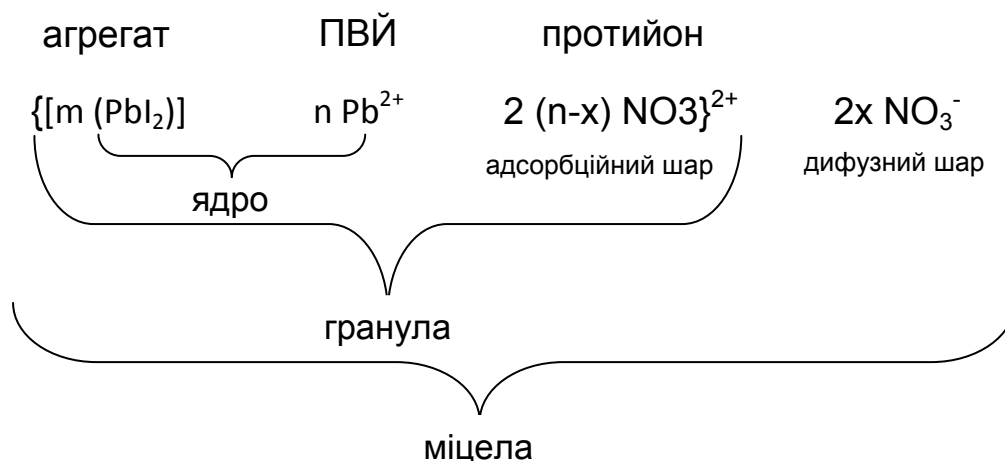 агрегат ПВЙ протийон
{[m (PbI₂)] n Pb²⁺ 2 (n-x) NO3}²⁺ 2x NO₃⁻
адсорбційний шар дифузний шар
ядро
гранула
міцела